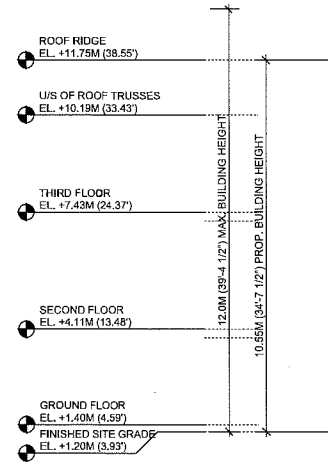 ROOF RIDGE
EL. +11.75M (38.55')
U/S OF ROOF TRUSSES
EL. +10.19M (33.43')
THIRD FLOOR
EL. +7.43M (24.37')
SECOND FLOOR
EL. +4.11M (13.48')
GROUND FLOOR
EL. +1.40M (4.59')
FINISHED SITE GRADE
EL. +1.20M (3.93')
12.0M (39'-4 1/2") MAX. BUILDING HEIGHT
10.55M (34'-7 1/2") PROP. BUILDING HEIGHT